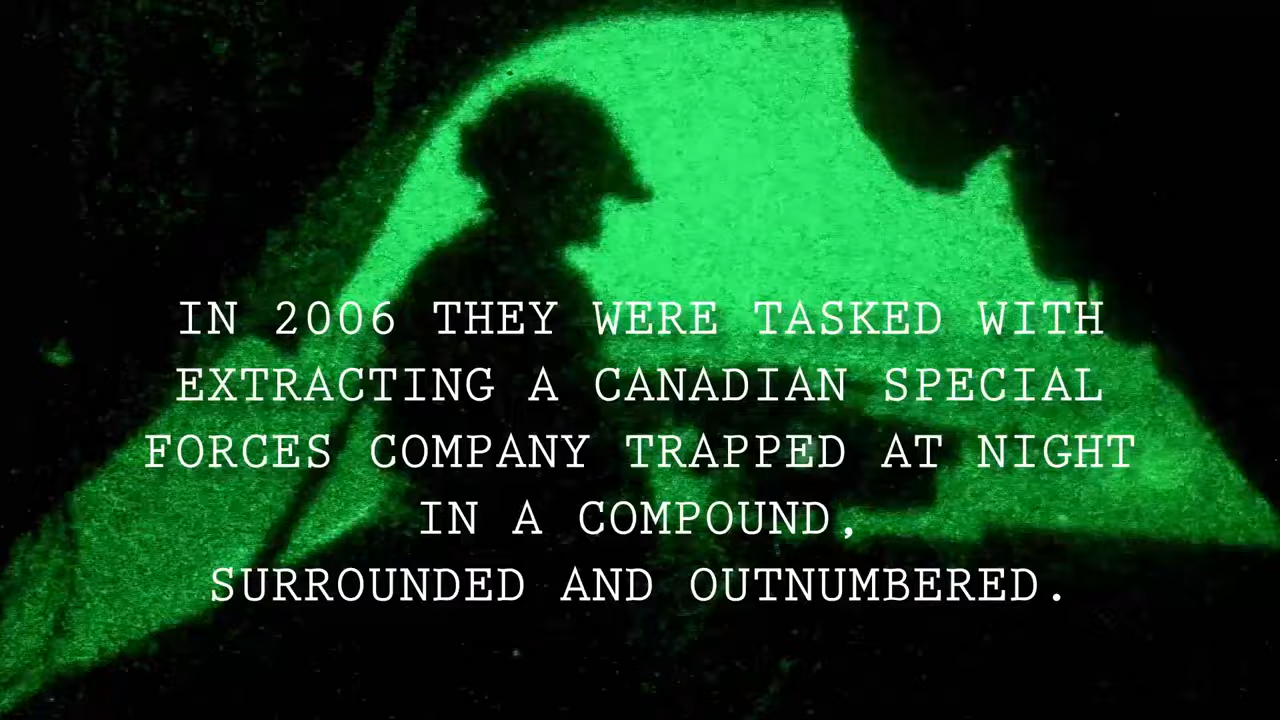 IN 2006 THEY WERE TASKED WITH
EXTRACTING A CANADIAN SPECIAL
FORCES COMPANY TRAPPED AT NIGHT
IN A COMPOUND,
SURROUNDED AND OUTNUMBERED.